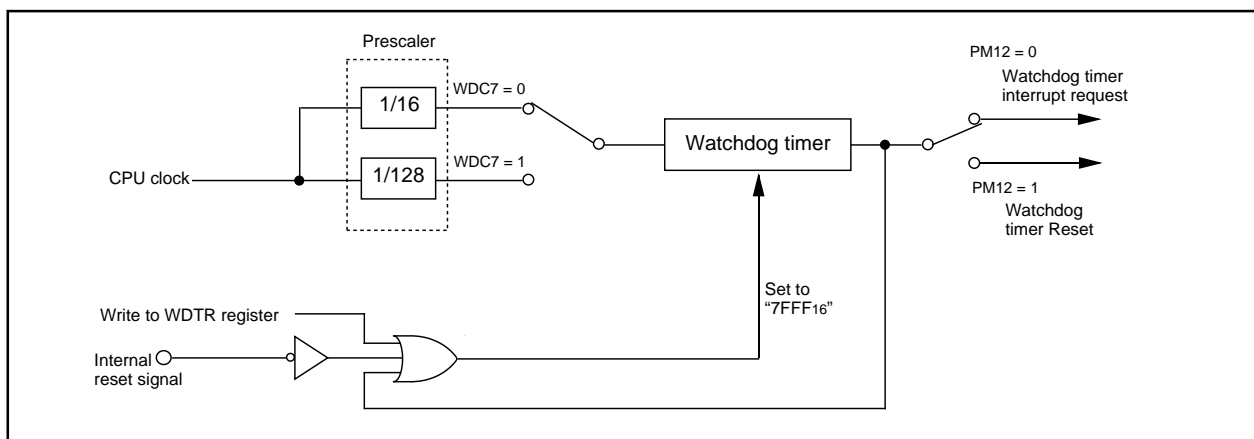 Prescaler
1/16
WDC7 = 0
1/128
WDC7 = 1
CPU clock
Watchdog timer
PM12 = 0
Watchdog timer
interrupt request
PM12 = 1
Watchdog
timer Reset
Set to
“7FFF16”
Write to WDTR register
Internal
reset signal